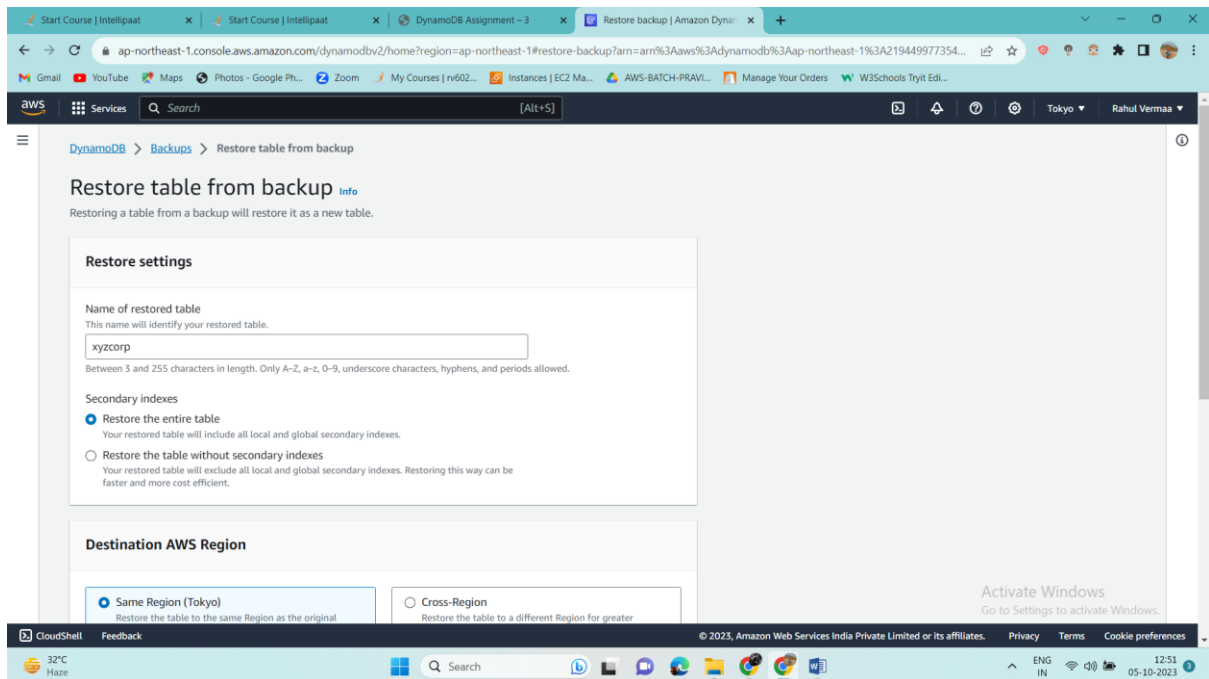 Start Course | Intellipaat
Start Course | Intellipaat
DynamoDB Assignment – 3
Restore backup | Amazon Dynan
ap-northeast-1.console.aws.amazon.com/dynamodbv2/home?region=ap-northeast-1#restore-backup?arn=arn%3Aaws%3Adynamodb%3Aap-northeast-1%3A219449977354...
Gmail
YouTube
Maps
Photos - Google Ph...
Zoom
My Courses | rv602...
Instances | EC2 Ma...
AWS-BATCH-PRAVI...
Manage Your Orders
W3Schools Tryit Edi...
aws
Services
Search
[Alt+S]
Tokyo
Rahul Vermaa
DynamoDB > Backups > Restore table from backup
Restore table from backup Info
Restoring a table from a backup will restore it as a new table.
Restore settings
Name of restored table
This name will identify your restored table.
xyzcorp
Between 3 and 255 characters in length. Only A–Z, a–z, 0–9, underscore characters, hyphens, and periods allowed.
Secondary indexes
Restore the entire table
Your restored table will include all local and global secondary indexes.
Restore the table without secondary indexes
Your restored table will exclude all local and global secondary indexes. Restoring this way can be
faster and more cost efficient.
Destination AWS Region
Same Region (Tokyo)
Restore the table to the same Region as the original
Cross-Region
Restore the table to a different Region for greater
Activate Windows
Go to Settings to activate Windows.
CloudShell
Feedback
© 2023, Amazon Web Services India Private Limited or its affiliates.
Privacy
Terms
Cookie preferences
32°C
Haze
Search
ENG
IN
12:51
05-10-2023
3